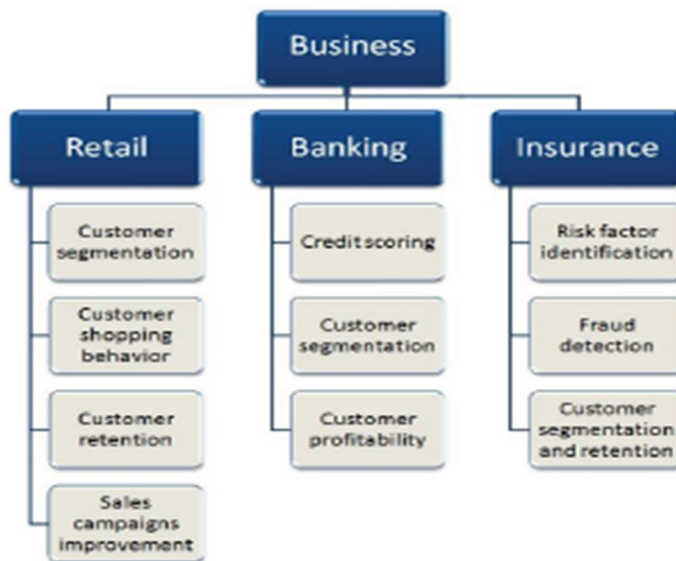 Business
Retail
Banking
Insurance
Customer
segmentation
Customer
shopping
behavior
Customer
retention
Sales
campaigns
improvement
Credit scoring
Customer
segmentation
Customer
profitability
Risk factor
identification
Fraud
detection
Customer
segmentation
and retention